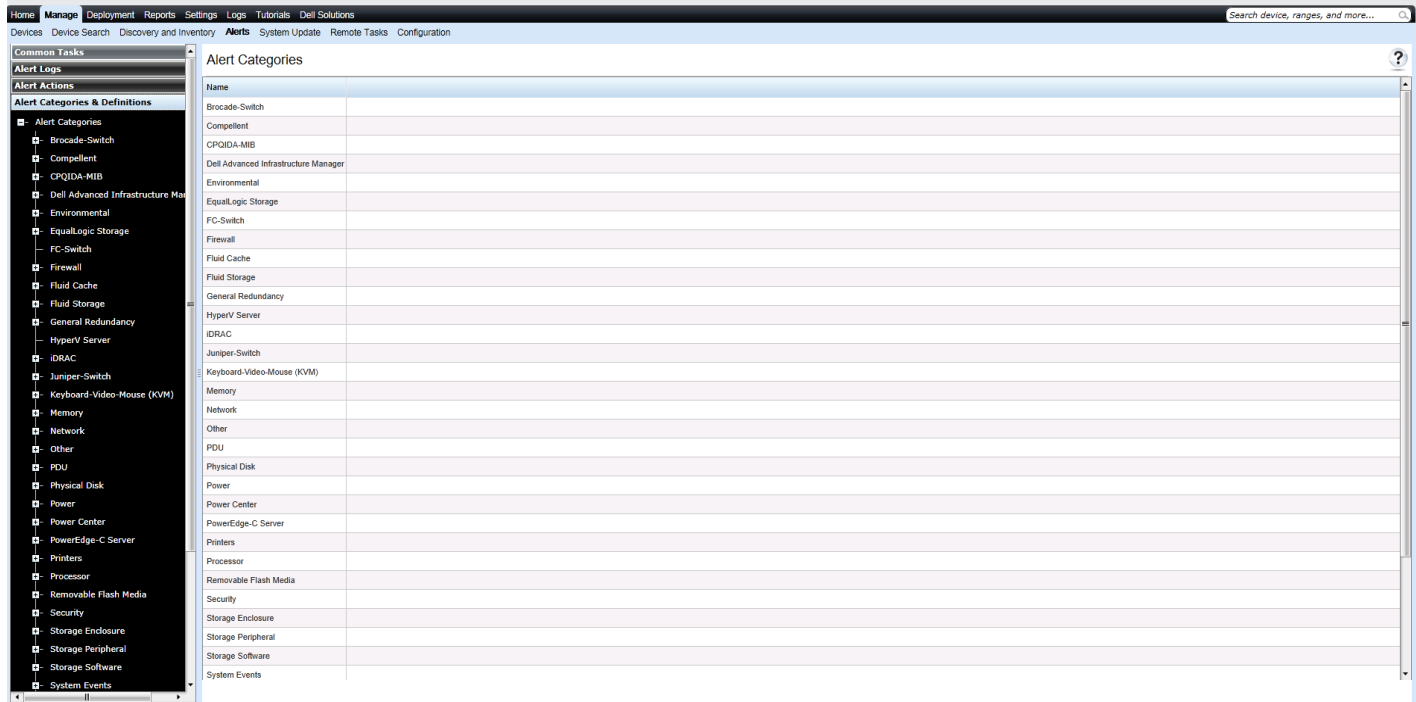 Home Manage Deployment Reports Settings Logs Tutorials Dell Solutions
Search device, ranges, and more...
Devices Device Search Discovery and Inventory Alerts System Update Remote Tasks Configuration
Common Tasks
Alert Logs
Alert Actions
Alert Categories & Definitions
Alert Categories
Brocade-Switch
Compellent
CPQIDA-MIB
Dell Advanced Infrastructure Mar
Environmental
EqualLogic Storage
FC-Switch
Firewall
Fluid Cache
Fluid Storage
General Redundancy
HyperV Server
iDRAC
Juniper-Switch
Keyboard-Video-Mouse (KVM)
Memory
Network
Other
PDU
Physical Disk
Power
Power Center
PowerEdge-C Server
Printers
Processor
Removable Flash Media
Security
Storage Enclosure
Storage Peripheral
Storage Software
System Events
Alert Categories
?
Name
Brocade-Switch
Compellent
CPQIDA-MIB
Dell Advanced Infrastructure Manager
Environmental
EqualLogic Storage
FC-Switch
Firewall
Fluid Cache
Fluid Storage
General Redundancy
HyperV Server
iDRAC
Juniper-Switch
Keyboard-Video-Mouse (KVM)
Memory
Network
Other
PDU
Physical Disk
Power
Power Center
PowerEdge-C Server
Printers
Processor
Removable Flash Media
Security
Storage Enclosure
Storage Peripheral
Storage Software
System Events